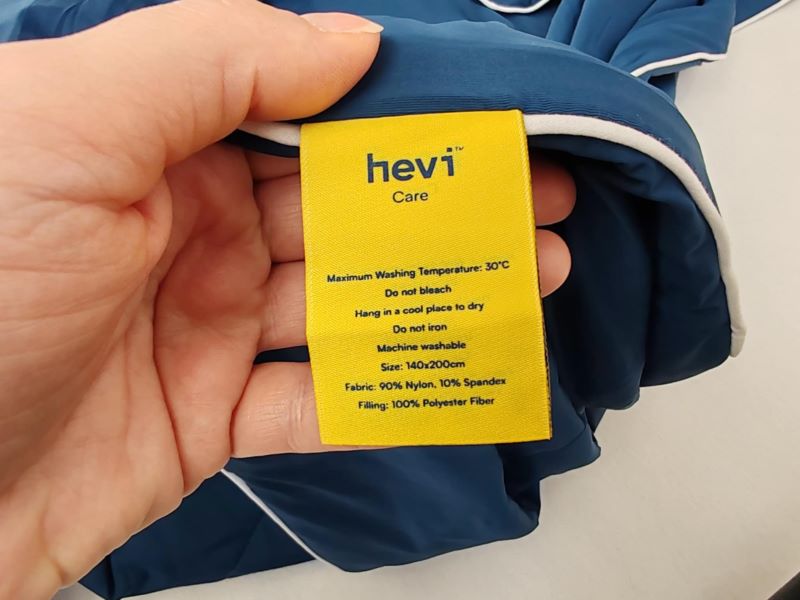 hevi™
Care
Maximum Washing Temperature: 30°C
Do not bleach
Hang in a cool place to dry
Do not iron
Machine washable
Size: 140x200cm
Fabric: 90% Nylon, 10% Spandex
Filling: 100% Polyester Fiber